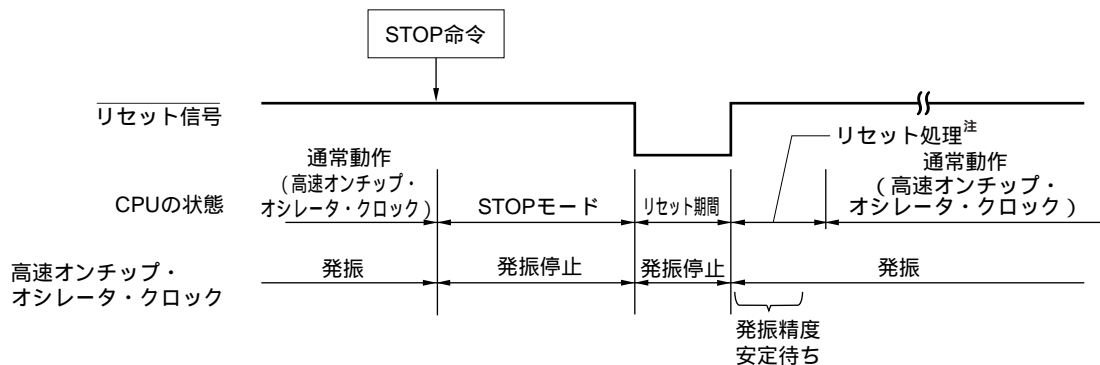 STOP命令
リセット信号
リセット処理注
通常動作
(高速オンチップ・
オシレータ・クロック)
通常動作
(高速オンチップ・
オシレータ・クロック)
CPUの状態
STOPモード
リセット期間
高速オンチップ・
オシレータ・クロック
発振
発振停止
発振停止
発振
発振精度
安定待ち